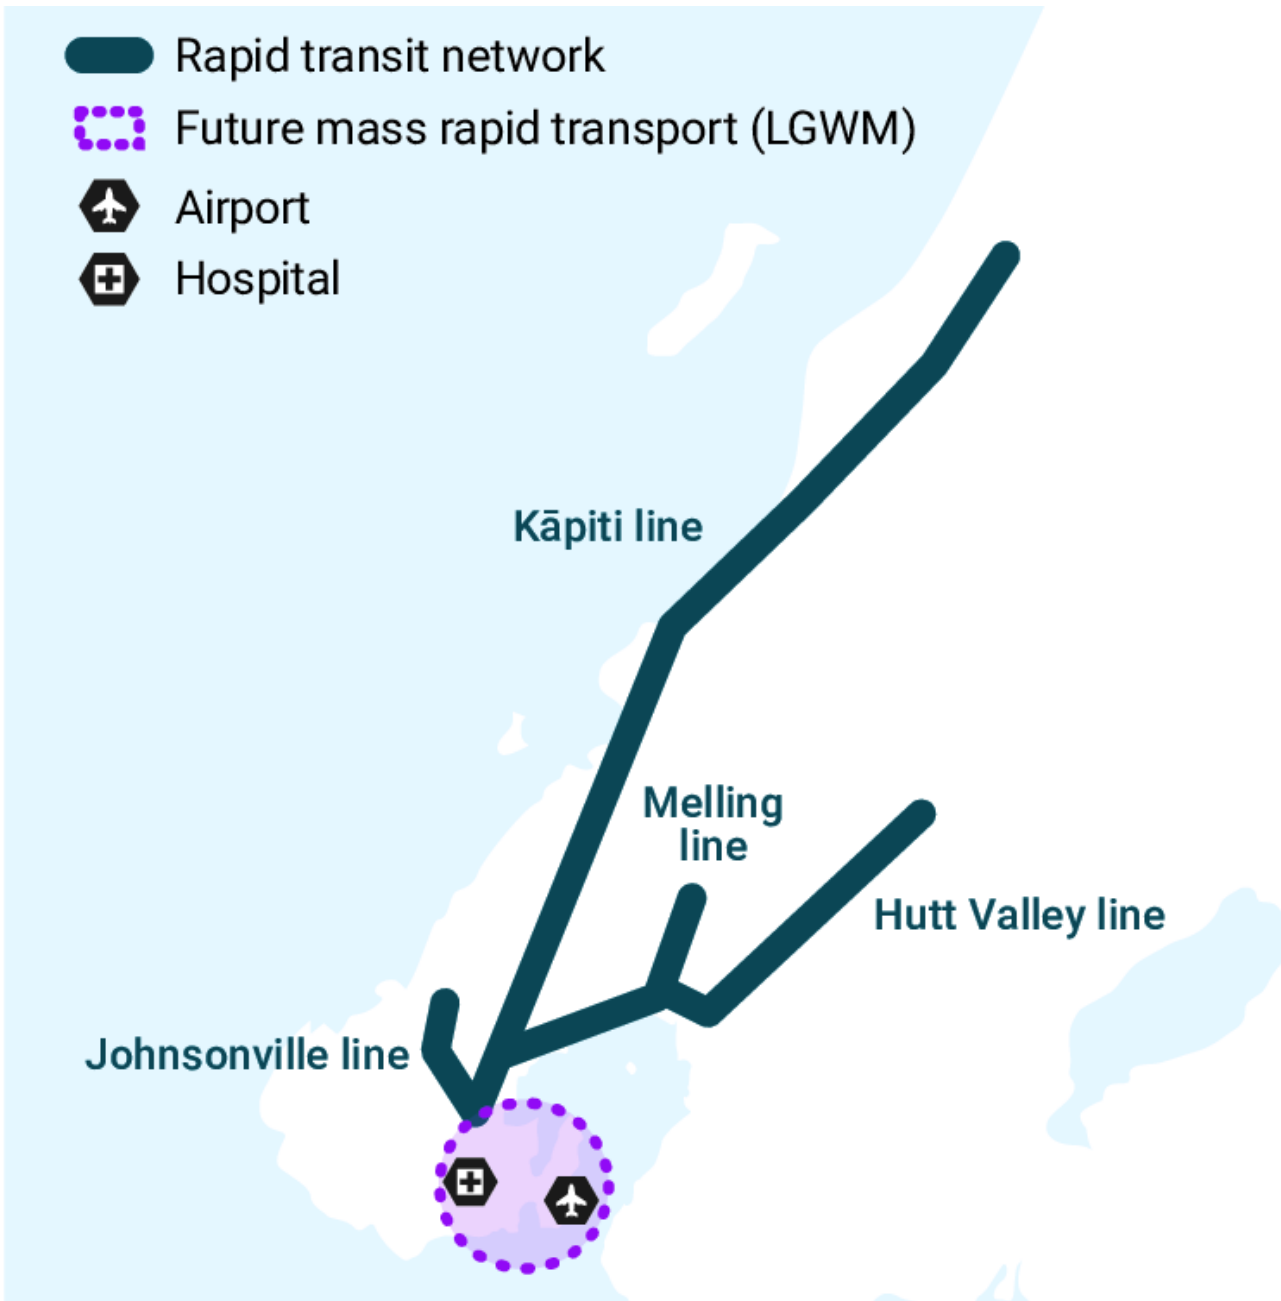 Rapid transit network
Future mass rapid transport (LGWM)
Airport
Hospital
Kāpiti line
Melling
line
Hutt Valley line
Johnsonville line